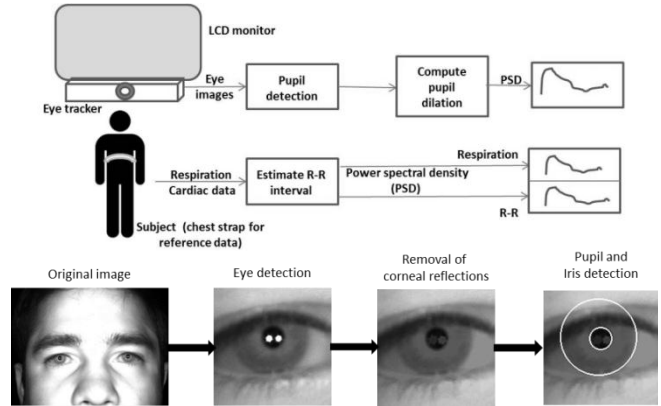 LCD monitor
Eye tracker
Eye
images
Pupil
detection
Compute
pupil
dilation
PSD
Respiration
Cardiac data
Estimate R-R
interval
Respiration
Power spectral density
(PSD)
R-R
Subject (chest strap for
reference data)
Original image
Eye detection
Removal of
corneal reflections
Pupil and
Iris detection